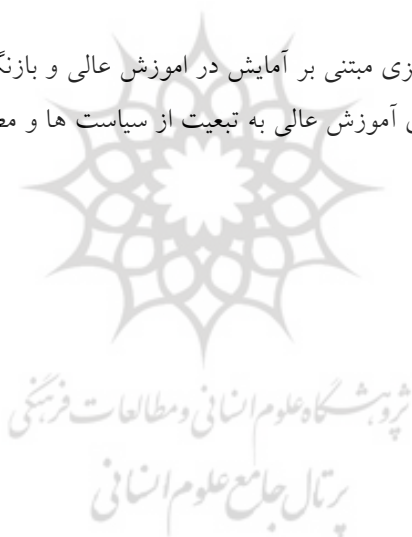 مبتنی بر آمایش در اموزش عالی و
آموزش عالی به تبعیت از سیاست ها و
پژوهشگاه علوم انسانی و مطالعات فرهنگی
پرتال جامع علوم انسانی